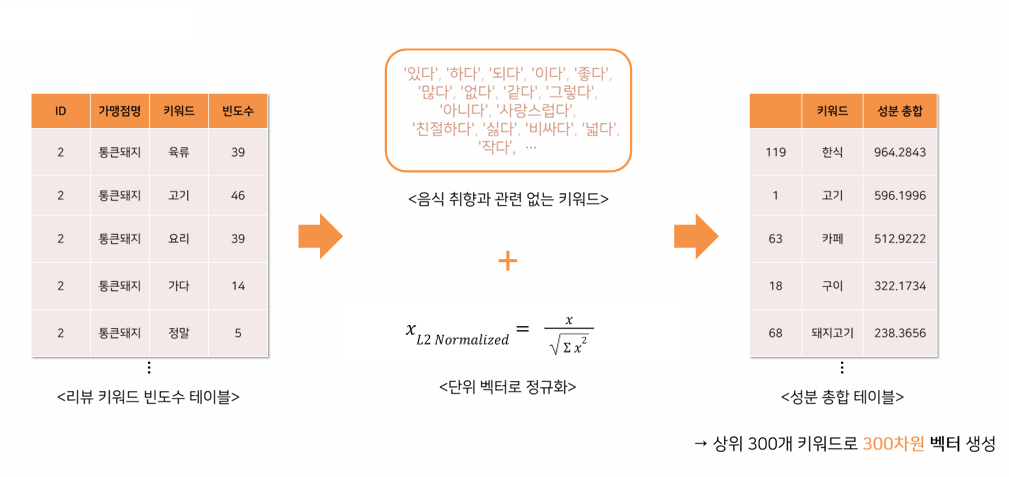 ID 가맹점명 키워드 빈도수
2 통큰돼지 육류 39
2 통큰돼지 고기 46
2 통큰돼지 요리 39
2 통큰돼지 가다 14
2 통큰돼지 정말 5
⋮
<리뷰 키워드 빈도수 테이블>
'있다', '하다', '되다', '이다', '좋다',
'많다', '없다', '같다', '그렇다',
'아니다', '사랑스럽다'
'친절하다', '싫다', '비싸다', '넓다',
'작다', …
<음식 취향과 관련 없는 키워드>
+
x L2 Normalized = x / √Σx²
<단위 벡터로 정규화>
키워드 성분 총합
119 한식 964.2843
1 고기 596.1996
63 카페 512.9222
18 구이 322.1734
68 돼지고기 238.3656
⋮
<성분 총합 테이블>
→ 상위 300개 키워드로 300차원 벡터 생성